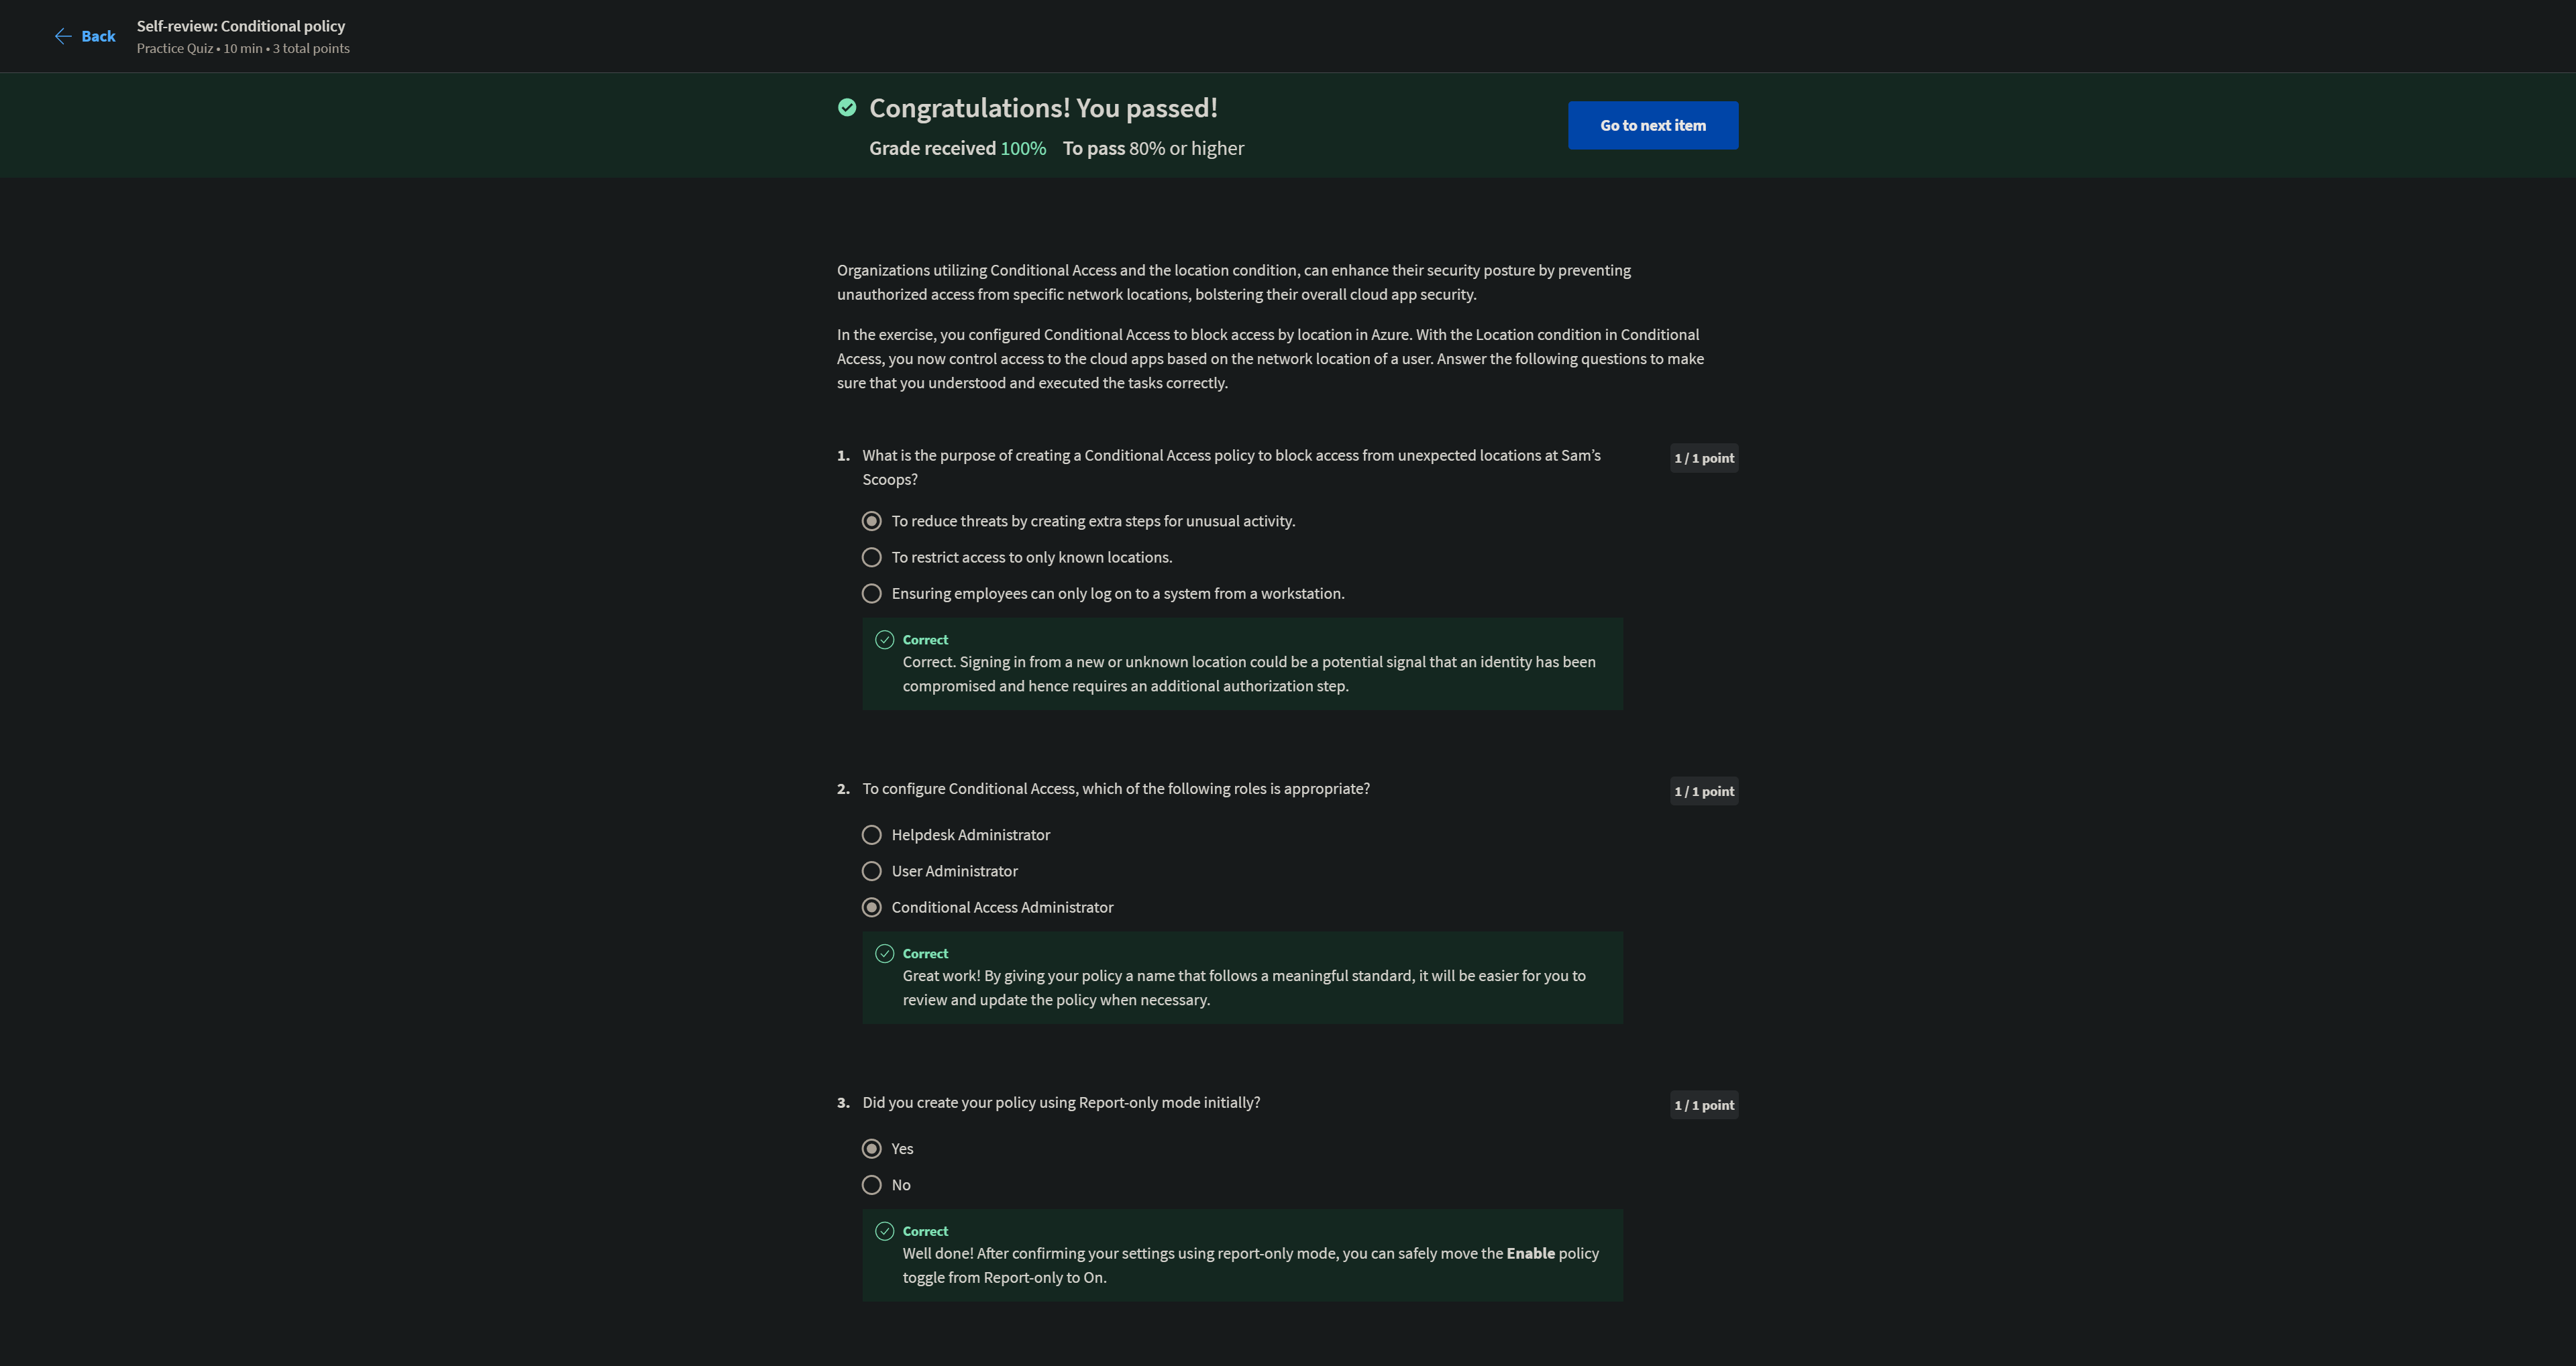 Back
Self-review: Conditional policy
Practice Quiz • 10 min • 3 total points
Congratulations! You passed!
Grade received 100% To pass 80% or higher
Go to next item
Organizations utilizing Conditional Access and the location condition, can enhance their security posture by preventing
unauthorized access from specific network locations, bolstering their overall cloud app security.
In the exercise, you configured Conditional Access to block access by location in Azure. With the Location condition in Conditional
Access, you now control access to the cloud apps based on the network location of a user. Answer the following questions to make
sure that you understood and executed the tasks correctly.
1. What is the purpose of creating a Conditional Access policy to block access from unexpected locations at Sam’s
Scoops?
1 / 1 point
To reduce threats by creating extra steps for unusual activity.
To restrict access to only known locations.
Ensuring employees can only log on to a system from a workstation.
Correct
Correct. Signing in from a new or unknown location could be a potential signal that an identity has been
compromised and hence requires an additional authorization step.
2. To configure Conditional Access, which of the following roles is appropriate?
1 / 1 point
Helpdesk Administrator
User Administrator
Conditional Access Administrator
Correct
Great work! By giving your policy a name that follows a meaningful standard, it will be easier for you to
review and update the policy when necessary.
3. Did you create your policy using Report-only mode initially?
1 / 1 point
Yes
No
Correct
Well done! After confirming your settings using report-only mode, you can safely move the Enable policy
toggle from Report-only to On.